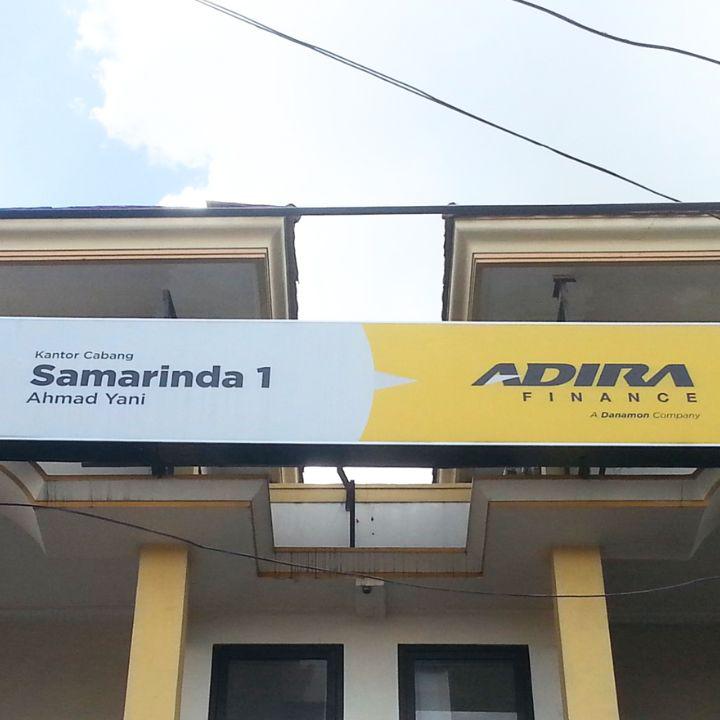 Kantor Cabang
Samarinda 1
Ahmad Yani
ADIRA
FINANCE
A Danamon Company